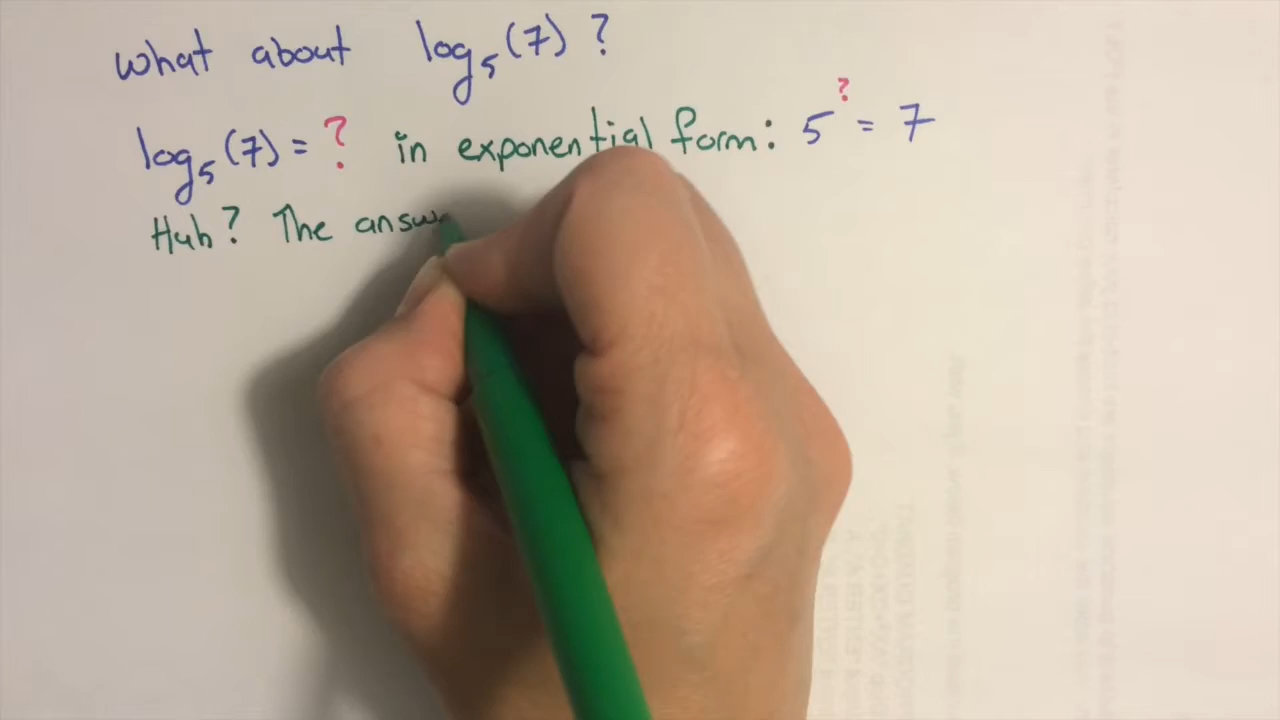 what about log₅(7) ?
log₅(7) = ? in exponential form: 5^? = 7
Huh? The answ